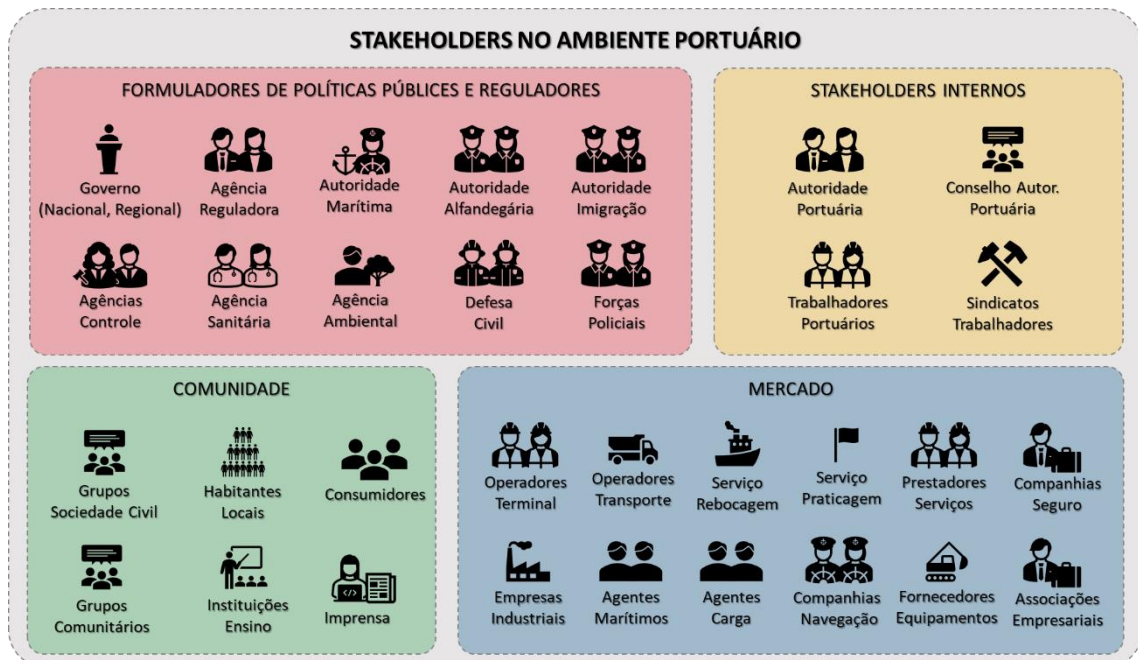 STAKEHOLDERS NO AMBIENTE PORTUÁRIO
FORMULADORES DE POLÍTICAS PÚBLICES E REGULADORES
Governo
(Nacional, Regional)
Agência
Reguladora
Autoridade
Marítima
Autoridade
Alfandegária
Autoridade
Imigração
Agências
Controle
Agência
Sanitária
Agência
Ambiental
Defesa
Civil
Forças
Policiais
STAKEHOLDERS INTERNOS
Autoridade
Portuária
Conselho Autor.
Portuária
Trabalhadores
Portuários
Sindicatos
Trabalhadores
COMUNIDADE
Grupos
Sociedade Civil
Habitantes
Locais
Consumidores
Grupos
Comunitários
Instituições
Ensino
Imprensa
MERCADO
Operadores
Terminal
Operadores
Transporte
Serviço
Rebocagem
Serviço
Praticagem
Prestadores
Serviços
Companhias
Seguro
Empresas
Industriais
Agentes
Marítimos
Agentes
Carga
Companhias
Navegação
Fornecedores
Equipamentos
Associações
Empresariais